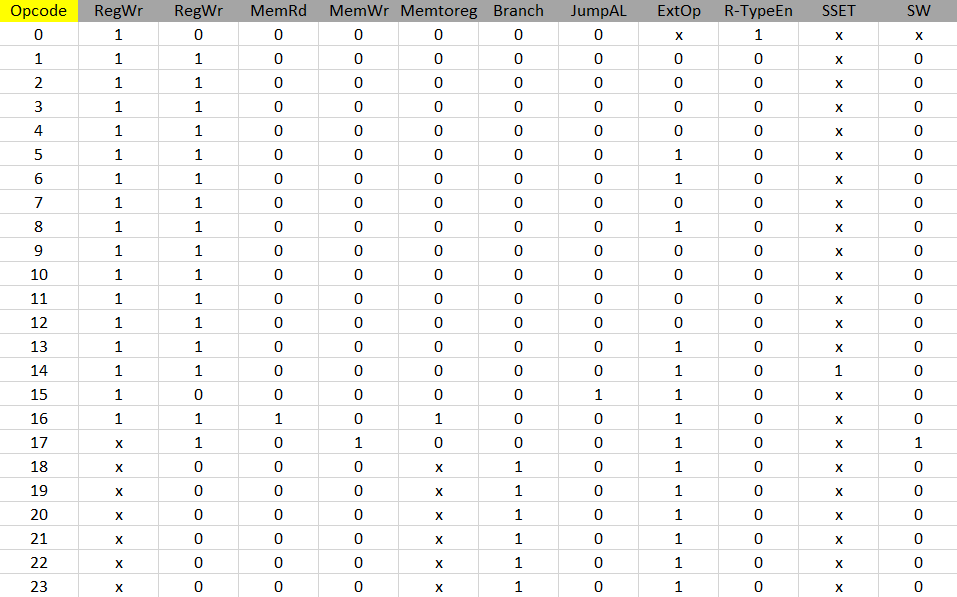 Opcode RegWr RegWr MemRd MemWr Memtoreg Branch JumpAL ExtOp R-TypeEn SSET SW
0 1 0 0 0 0 0 0 x 1 x x
1 1 1 0 0 0 0 0 0 0 x 0
2 1 1 0 0 0 0 0 0 0 x 0
3 1 1 0 0 0 0 0 0 0 x 0
4 1 1 0 0 0 0 0 0 0 x 0
5 1 1 0 0 0 0 0 1 0 x 0
6 1 1 0 0 0 0 0 1 0 x 0
7 1 1 0 0 0 0 0 0 0 x 0
8 1 1 0 0 0 0 0 1 0 x 0
9 1 1 0 0 0 0 0 0 0 x 0
10 1 1 0 0 0 0 0 0 0 x 0
11 1 1 0 0 0 0 0 0 0 x 0
12 1 1 0 0 0 0 0 0 0 x 0
13 1 1 0 0 0 0 0 1 0 x 0
14 1 1 0 0 0 0 0 1 0 1 0
15 1 0 0 0 0 0 1 1 0 x 0
16 1 1 1 0 1 0 0 1 0 x 0
17 x 1 0 1 0 0 0 1 0 x 1
18 x 0 0 0 x 1 0 1 0 x 0
19 x 0 0 0 x 1 0 1 0 x 0
20 x 0 0 0 x 1 0 1 0 x 0
21 x 0 0 0 x 1 0 1 0 x 0
22 x 0 0 0 x 1 0 1 0 x 0
23 x 0 0 0 x 1 0 1 0 x 0